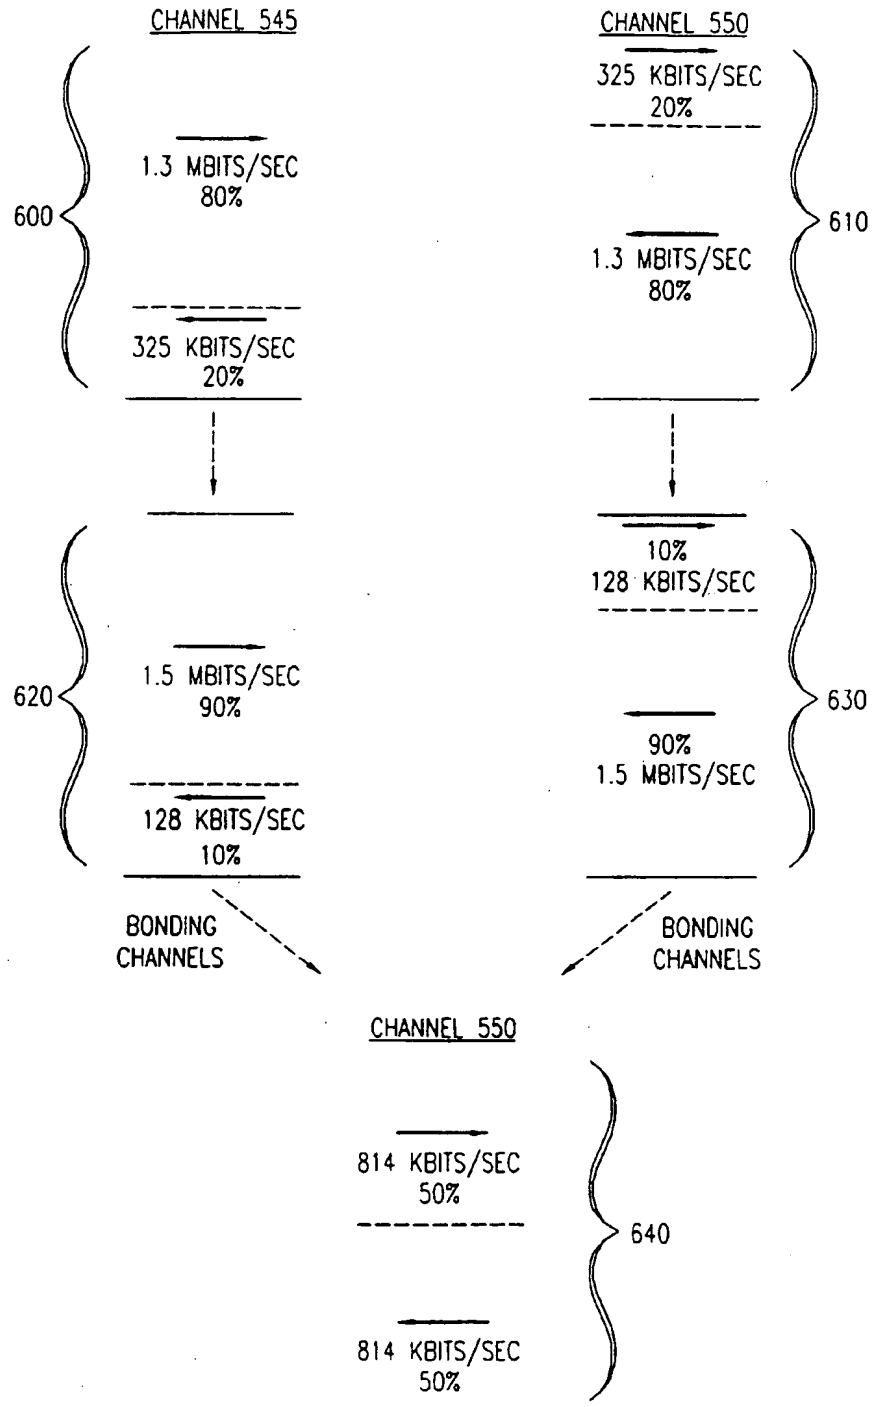 CHANNEL 545
1.3 MBITS/SEC
80%
600
325 KBITS/SEC
20%
CHANNEL 550
325 KBITS/SEC
20%
1.3 MBITS/SEC
80%
610
1.5 MBITS/SEC
90%
620
128 KBITS/SEC
10%
10%
128 KBITS/SEC
90%
1.5 MBITS/SEC
630
BONDING
CHANNELS
BONDING
CHANNELS
CHANNEL 550
814 KBITS/SEC
50%
640
814 KBITS/SEC
50%